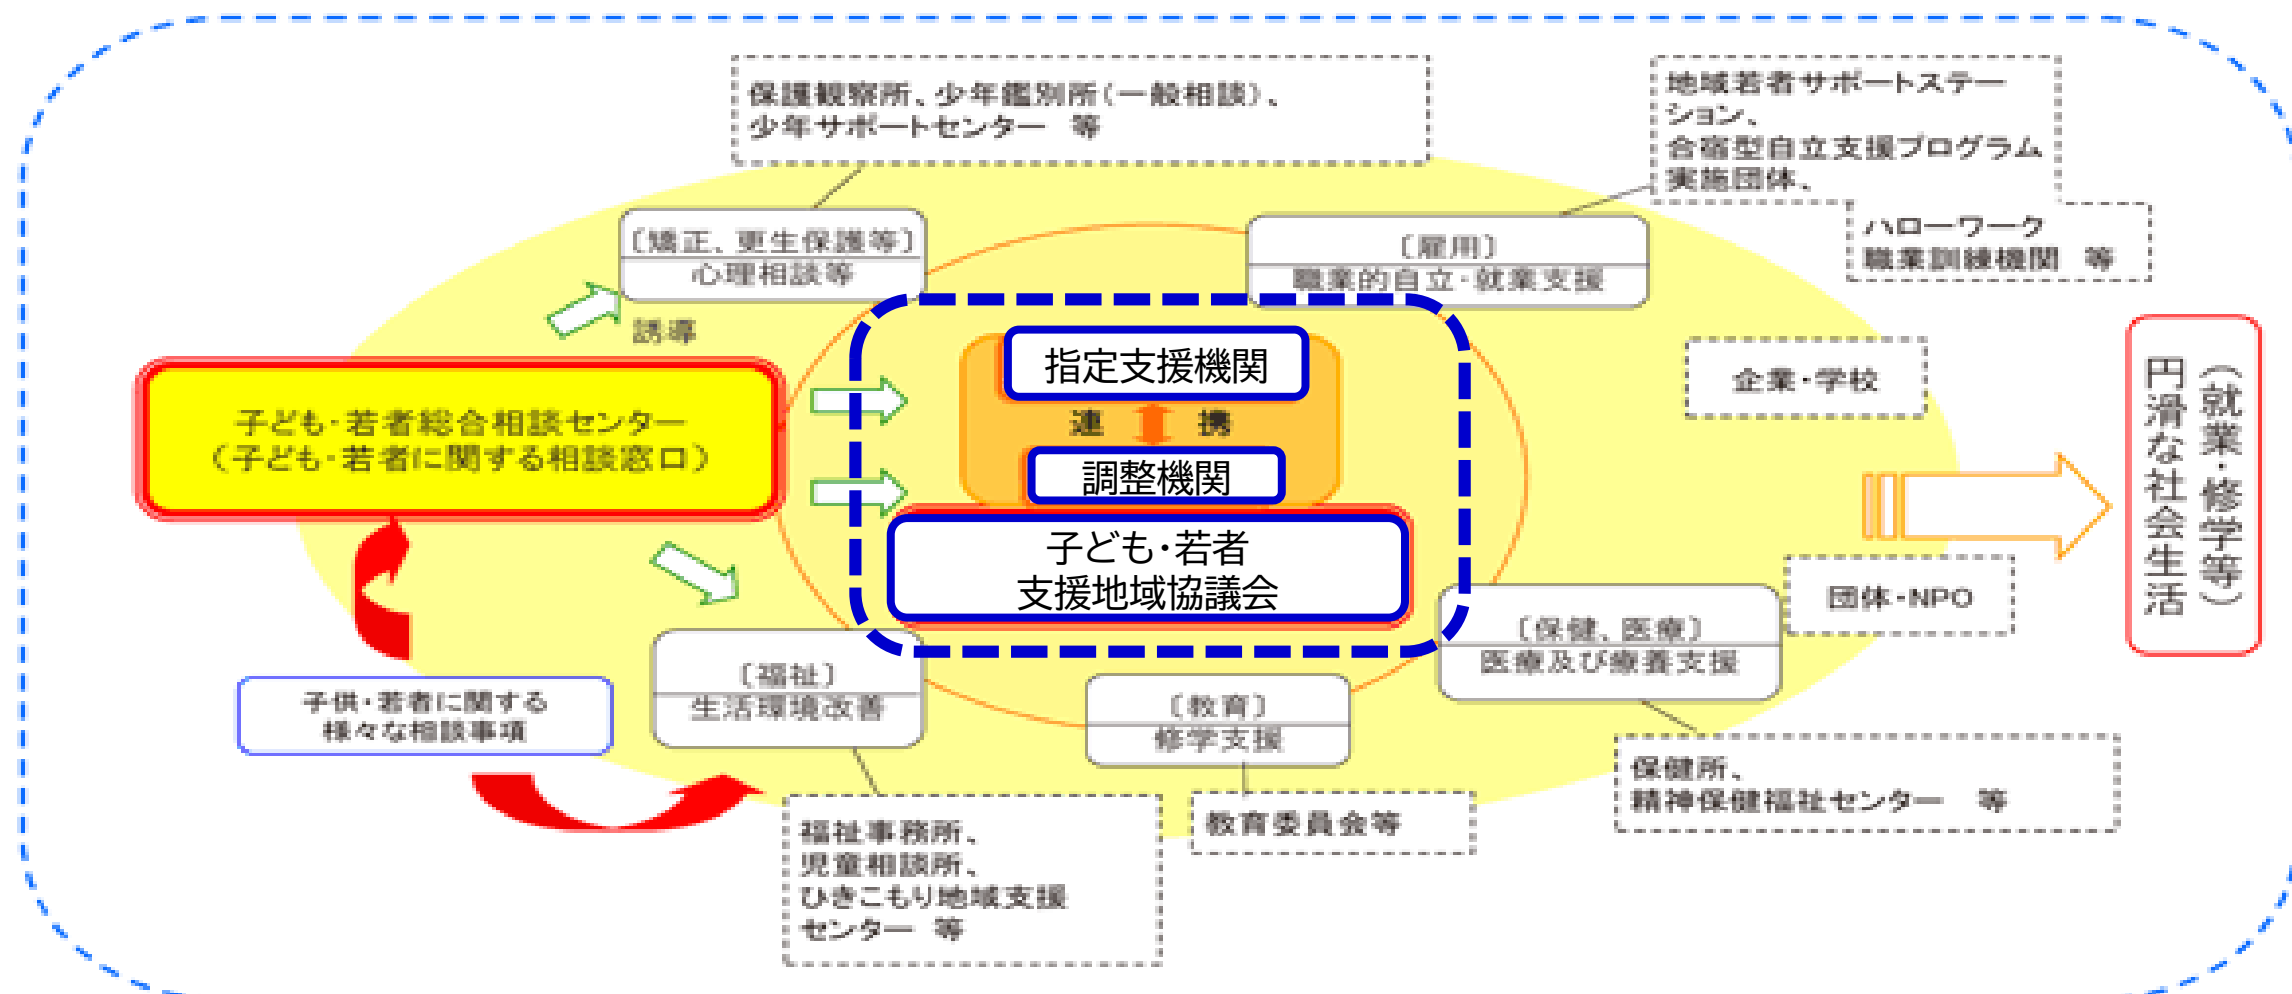 保護観察所、少年鑑別所(一般相談)、
少年サポートセンター 等
地域若者サポートステー
ション、
合宿型自立支援プログラム
実施団体、
ハローワーク
職業訓練機関 等
〔矯正、更生保護等〕
心理相談等
〔雇用〕
職業的自立・就業支援
誘導
指定支援機関
連 携
調整機関
子ども・若者
支援地域協議会
子ども・若者総合相談センター
(子ども・若者に関する相談窓口)
企業・学校
団体・NPO
円滑な社会生活
(就業・修学等)
子供・若者に関する
様々な相談事項
〔福祉〕
生活環境改善
〔教育〕
修学支援
〔保健、医療〕
医療及び療養支援
福祉事務所、
児童相談所、
ひきこもり地域支援
センター 等
教育委員会等
保健所、
精神保健福祉センター 等